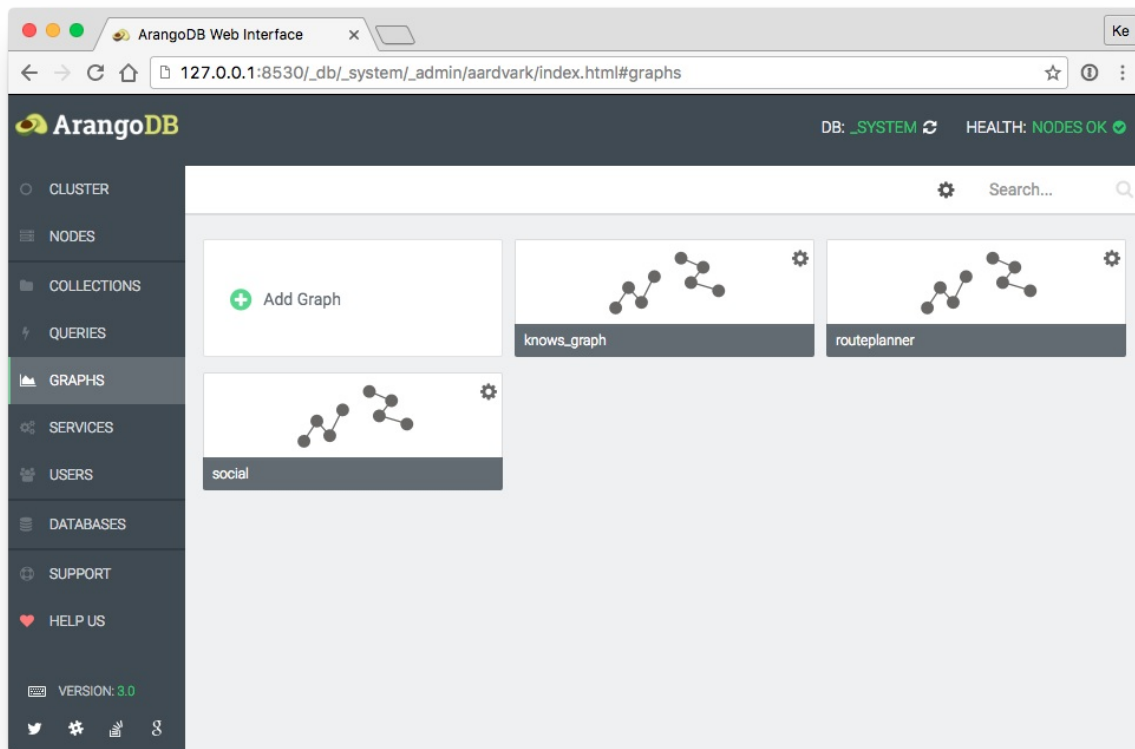 ArangoDB Web Interface
Ke
127.0.0.1:8530/_db/_system/_admin/aardvark/index.html#graphs
ArangoDB
DB: _SYSTEM
HEALTH: NODES OK
CLUSTER
Search...
NODES
COLLECTIONS
QUERIES
GRAPHS
SERVICES
USERS
DATABASES
SUPPORT
HELP US
VERSION: 3.0
Add Graph
knows_graph
routeplanner
social